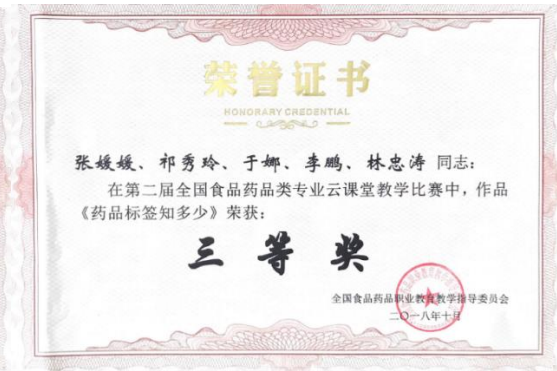 荣誉证书
HONORARY CREDENTIAL
张媛媛、祁秀玲、于娜、李鹏、林忠涛 同志：
在第二届全国食品药品类专业云课堂教学比赛中，作品
《药品标签知多少》荣获：
三等奖
全国食品药品职业教育教学指导委员会
二〇一八年十月